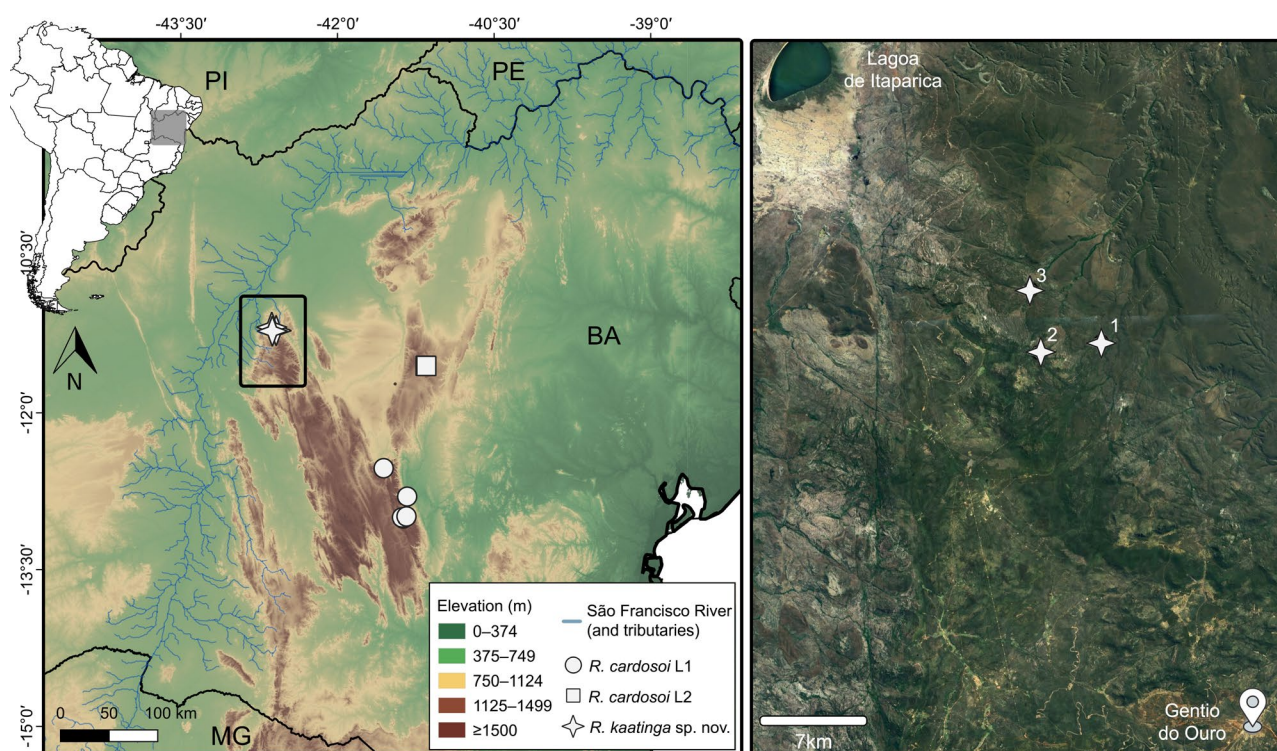 -43°30'
-42°0'
-40°30'
-39°0'
PI
PE
BA
MG
N
-10°30'
-12°0'
-13°30'
-15°0'
0 50 100 km
Elevation (m)
0–374
375–749
750–1124
1125–1499
≥1500
São Francisco River
(and tributaries)
R. cardosoi L1
R. cardosoi L2
R. kaatinga sp. nov.
Lagoa
de Itaparica
3
1
2
7km
Gentio
do Ouro